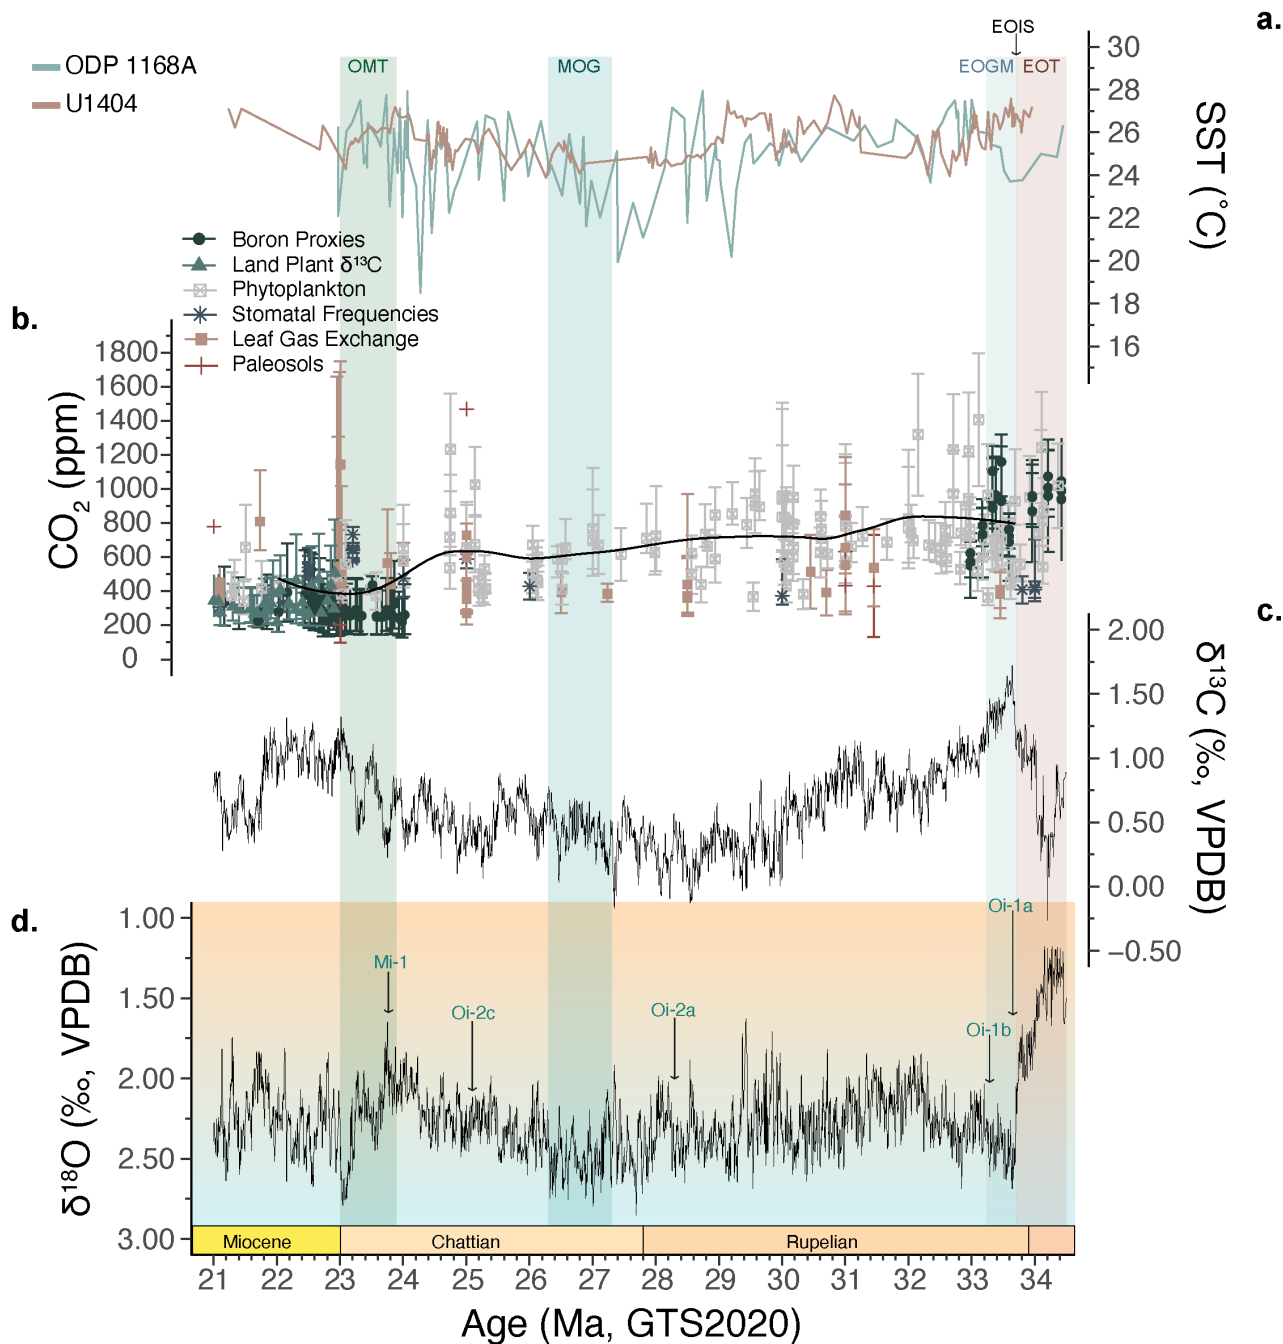 a.
EOIS
ODP 1168A
U1404
OMT
MOG
EOGM
EOT
30
28
26
24
22
20
18
16
SST (°C)
Boron Proxies
Land Plant δ¹³C
Phytoplankton
Stomatal Frequencies
Leaf Gas Exchange
Paleosols
b.
1800
1600
1400
1200
1000
800
600
400
200
0
CO₂ (ppm)
c.
2.00
1.50
1.00
0.50
0.00
−0.50
δ¹³C (‰, VPDB)
d.
1.00
1.50
2.00
2.50
3.00
δ¹⁸O (‰, VPDB)
Oi-1a
Mi-1
Oi-2c
Oi-2a
Oi-1b
Miocene
Chattian
Rupelian
21 22 23 24 25 26 27 28 29 30 31 32 33 34
Age (Ma, GTS2020)